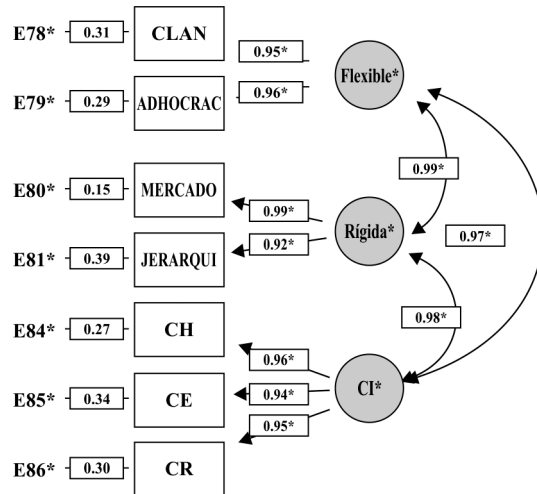 E78* 0.31 CLAN 0.95* Flexible*
E79* 0.29 ADHOCRAC 0.96*
0.99*
E80* 0.15 MERCADO 0.99* Rígida* 0.97*
E81* 0.39 JERARQUI 0.92*
0.98*
E84* 0.27 CH 0.96*
E85* 0.34 CE 0.94* CI*
E86* 0.30 CR 0.95*